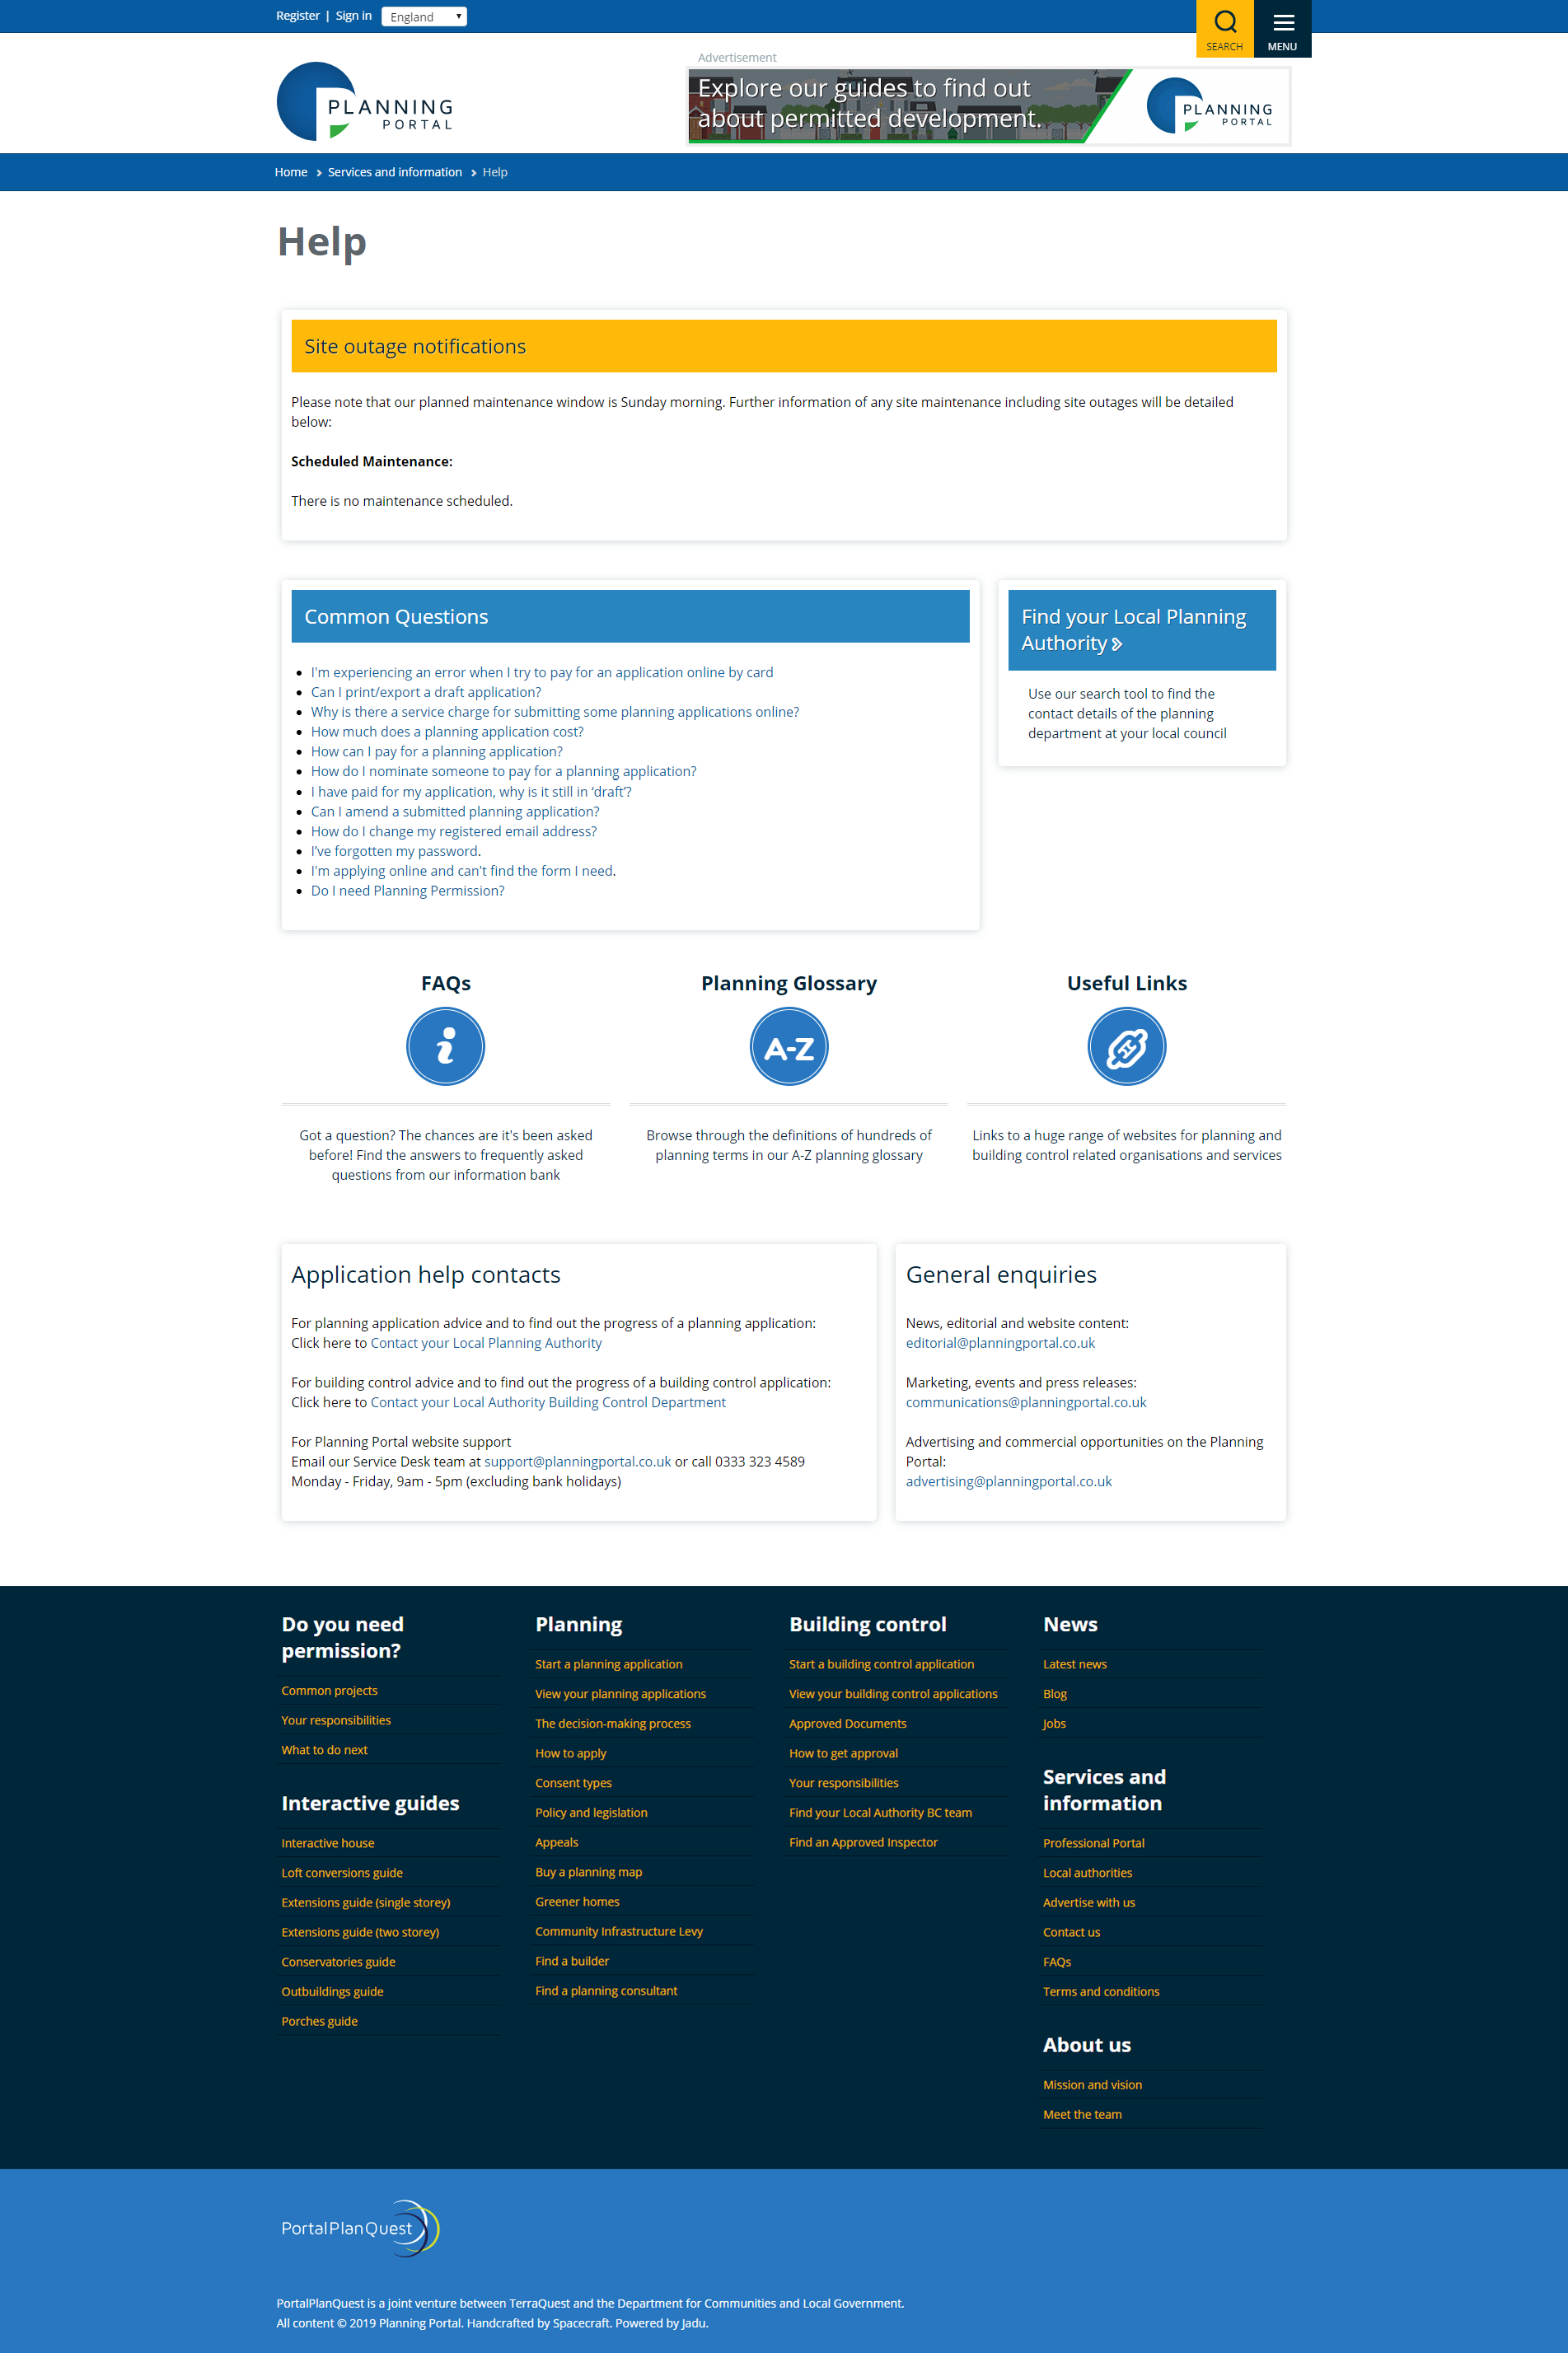 Register | Sign in England
SEARCH
MENU
Advertisement
PLANNING
PORTAL
Explore our guides to find out
about permitted development.
PLANNING
PORTAL
Home Services and information Help
Help
Site outage notifications
Please note that our planned maintenance window is Sunday morning. Further information of any site maintenance including site outages will be detailed
below:
Scheduled Maintenance:
There is no maintenance scheduled.
Common Questions
I'm experiencing an error when I try to pay for an application online by card
Can I print/export a draft application?
Why is there a service charge for submitting some planning applications online?
How much does a planning application cost?
How can I pay for a planning application?
How do I nominate someone to pay for a planning application?
I have paid for my application, why is it still in ‘draft’?
Can I amend a submitted planning application?
How do I change my registered email address?
I’ve forgotten my password.
I'm applying online and can't find the form I need.
Do I need Planning Permission?
Find your Local Planning
Authority
Use our search tool to find the
contact details of the planning
department at your local council
FAQs
Got a question? The chances are it's been asked
before! Find the answers to frequently asked
questions from our information bank
Planning Glossary
A-Z
Browse through the definitions of hundreds of
planning terms in our A-Z planning glossary
Useful Links
Links to a huge range of websites for planning and
building control related organisations and services
Application help contacts
For planning application advice and to find out the progress of a planning application:
Click here to Contact your Local Planning Authority
For building control advice and to find out the progress of a building control application:
Click here to Contact your Local Authority Building Control Department
For Planning Portal website support
Email our Service Desk team at support@planningportal.co.uk or call 0333 323 4589
Monday - Friday, 9am - 5pm (excluding bank holidays)
General enquiries
News, editorial and website content:
editorial@planningportal.co.uk
Marketing, events and press releases:
communications@planningportal.co.uk
Advertising and commercial opportunities on the Planning
Portal:
advertising@planningportal.co.uk
Do you need
permission?
Common projects
Your responsibilities
What to do next
Interactive guides
Interactive house
Loft conversions guide
Extensions guide (single storey)
Extensions guide (two storey)
Conservatories guide
Outbuildings guide
Porches guide
Planning
Start a planning application
View your planning applications
The decision-making process
How to apply
Consent types
Policy and legislation
Appeals
Buy a planning map
Greener homes
Community Infrastructure Levy
Find a builder
Find a planning consultant
Building control
Start a building control application
View your building control applications
Approved Documents
How to get approval
Your responsibilities
Find your Local Authority BC team
Find an Approved Inspector
News
Latest news
Blog
Jobs
Services and
information
Professional Portal
Local authorities
Advertise with us
Contact us
FAQs
Terms and conditions
About us
Mission and vision
Meet the team
PortalPlanQuest
PortalPlanQuest is a joint venture between TerraQuest and the Department for Communities and Local Government.
All content © 2019 Planning Portal. Handcrafted by Spacecraft. Powered by Jadu.